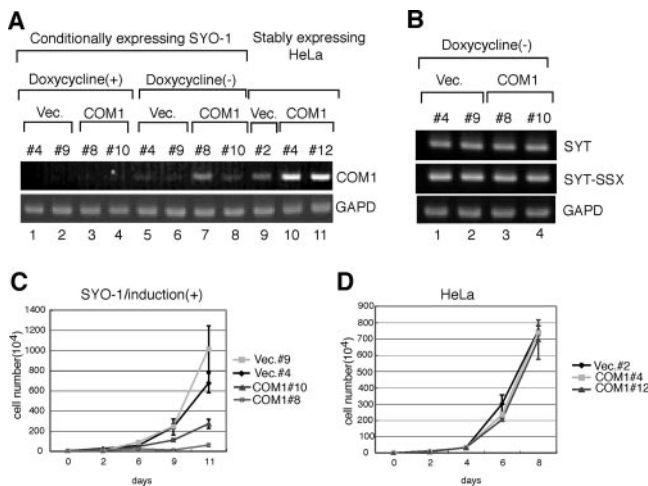 A
Conditionally expressing SYO-1
Stably expressing
HeLa
Doxycycline(+)
Doxycycline(-)
Vec.
COM1
Vec.
COM1
Vec.
COM1
#4 #9 #8 #10 #4 #9 #8 #10 #2 #4 #12
COM1
GAPD
1 2 3 4 5 6 7 8 9 10 11
B
Doxycycline(-)
Vec.
COM1
#4 #9 #8 #10
SYT
SYT-SSX
GAPD
1 2 3 4
C
SYO-1/induction(+)
cell number(10⁴)
1400
1200
1000
800
600
400
200
0
0 2 6 9 11
days
Vec.#9
Vec.#4
COM1#10
COM1#8
D
HeLa
cell number(10⁴)
900
800
700
600
500
400
300
200
100
0
0 2 4 6 8
days
Vec.#2
COM1#4
COM1#12